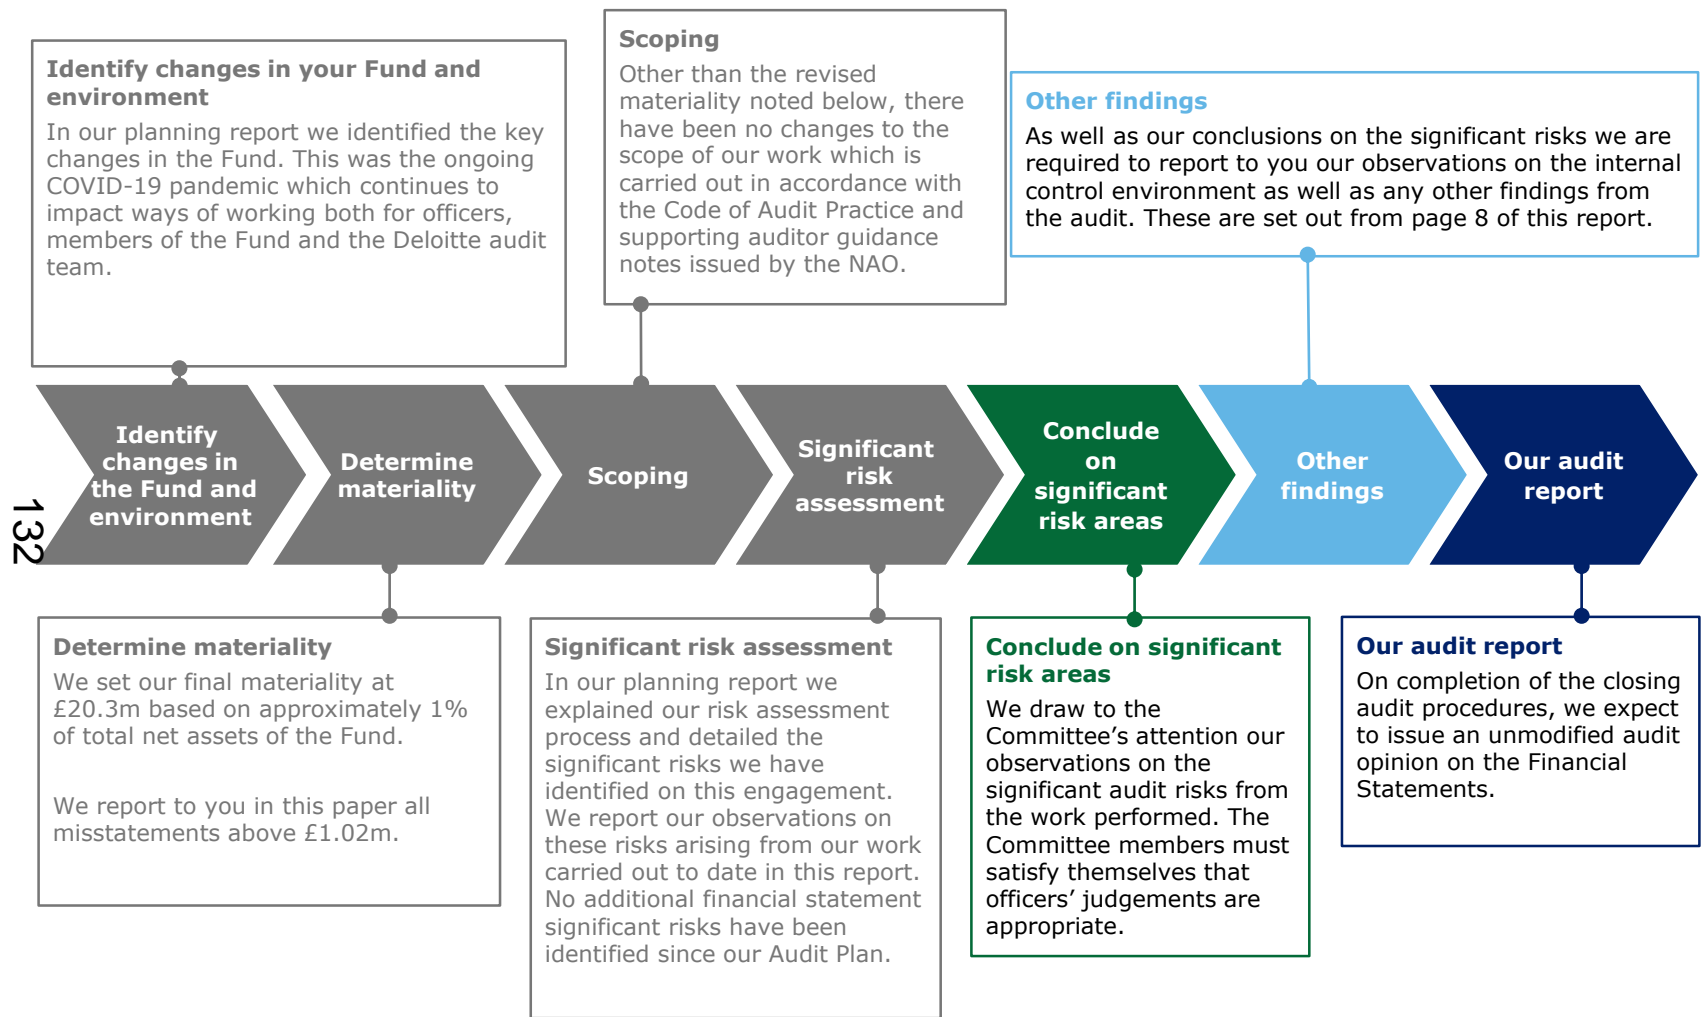 Identify changes in your Fund and
environment
In our planning report we identified the key
changes in the Fund. This was the ongoing
COVID-19 pandemic which continues to
impact ways of working both for officers,
members of the Fund and the Deloitte audit
team.
Scoping
Other than the revised
materiality noted below, there
have been no changes to the
scope of our work which is
carried out in accordance with
the Code of Audit Practice and
supporting auditor guidance
notes issued by the NAO.
Other findings
As well as our conclusions on the significant risks we are
required to report to you our observations on the internal
control environment as well as any other findings from
the audit. These are set out from page 8 of this report.
Identify
changes in
the Fund and
environment
Determine
materiality
Scoping
Significant
risk
assessment
Conclude
on
significant
risk areas
Other
findings
Our audit
report
132
Determine materiality
We set our final materiality at
£20.3m based on approximately 1%
of total net assets of the Fund.
We report to you in this paper all
misstatements above £1.02m.
Significant risk assessment
In our planning report we
explained our risk assessment
process and detailed the
significant risks we have
identified on this engagement.
We report our observations on
these risks arising from our work
carried out to date in this report.
No additional financial statement
significant risks have been
identified since our Audit Plan.
Conclude on significant
risk areas
We draw to the
Committee's attention our
observations on the
significant audit risks from
the work performed. The
Committee members must
satisfy themselves that
officers' judgements are
appropriate.
Our audit report
On completion of the closing
audit procedures, we expect
to issue an unmodified audit
opinion on the Financial
Statements.